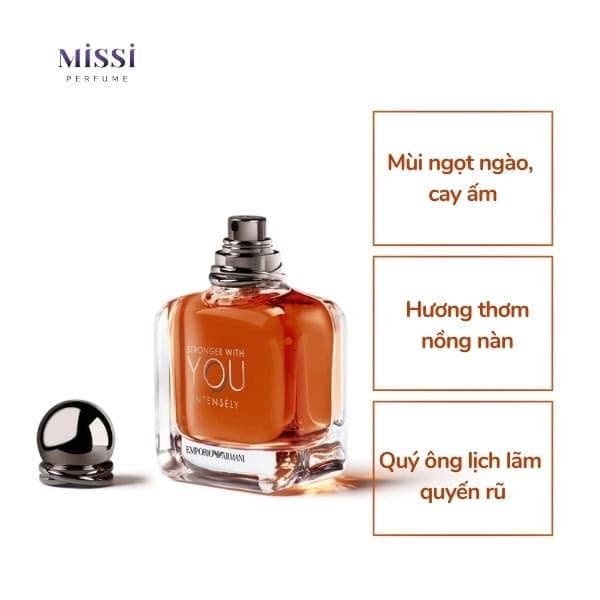 MISSI
PERFUME
Mùi ngọt ngào,
cay ấm
Hương thơm
nồng nàn
STRONGER WITH
YOU
INTENSELY
EMPORIO ARMANI
Quý ông lịch lãm
quyến rũ